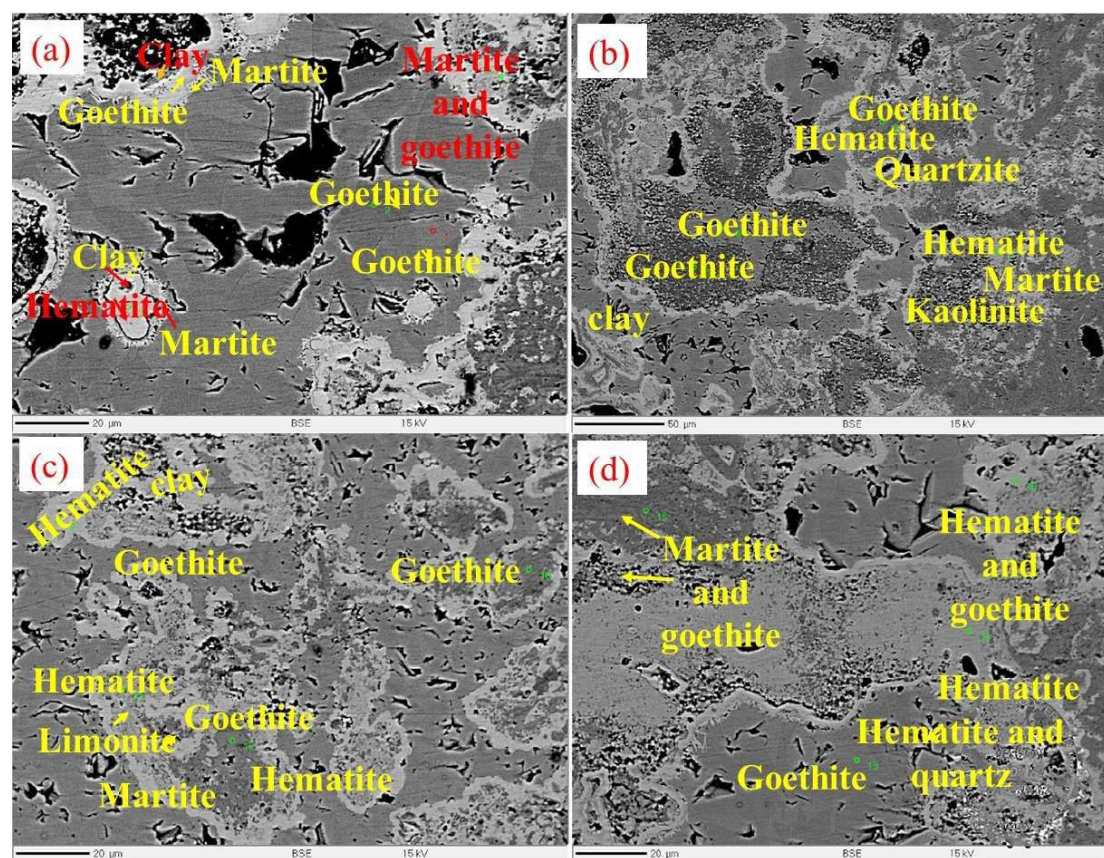 (a)
Clay
Martite
Goethite
Martite
and
goethite
Goethite
Goethite
Clay
Hematite
Martite
20. µm BSE 15 kV
(b)
Goethite
Hematite
Quartzite
Goethite
Goethite
Hematite
Martite
Kaolinite
clay
50. µm BSE 15 kV
(c)
Hematite
clay
Goethite
Goethite
Hematite
Goethite
Limonite
Hematite
Martite
20. µm BSE 15 kV
(d)
15
Martite
and
goethite
Hematite
and
goethite
Hematite
Hematite and
quartz
Goethite
13
20. µm BSE 15 kV